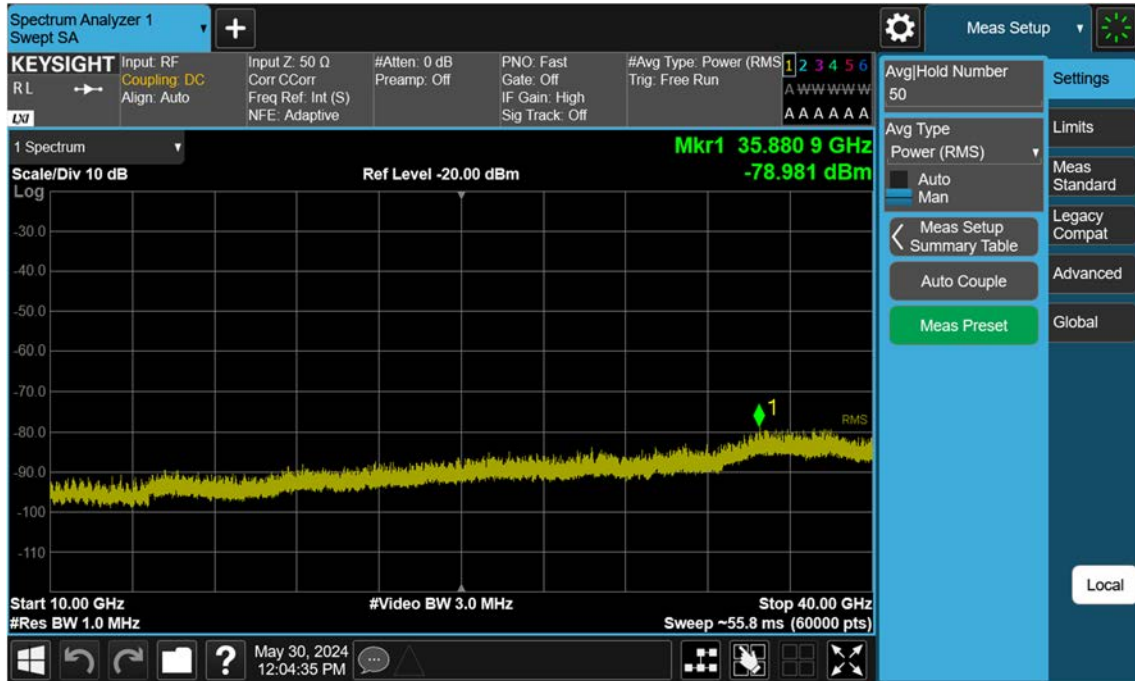 Spectrum Analyzer 1
Swept SA
Meas Setup
KEYSIGHT
R L
LXI
Input: RF
Coupling: DC
Align: Auto
Input Z: 50 Ω
Corr CCorr
Freq Ref: Int (S)
NFE: Adaptive
#Atten: 0 dB
Preamp: Off
PNO: Fast
Gate: Off
IF Gain: High
Sig Track: Off
#Avg Type: Power (RMS
Trig: Free Run
1 2 3 4 5 6
A W W W W W
A A A A A A
1 Spectrum
Mkr1 35.880 9 GHz
Scale/Div 10 dB
Ref Level -20.00 dBm
-78.981 dBm
Log
-30.0
-40.0
-50.0
-60.0
-70.0
-80.0
-90.0
-100
-110
1
RMS
Start 10.00 GHz
#Video BW 3.0 MHz
Stop 40.00 GHz
#Res BW 1.0 MHz
Sweep ~55.8 ms (60000 pts)
?
May 30, 2024
12:04:35 PM
Avg|Hold Number
50
Avg Type
Power (RMS)
Auto
Man
Meas Setup
Summary Table
Auto Couple
Meas Preset
Settings
Limits
Meas
Standard
Legacy
Compat
Advanced
Global
Local